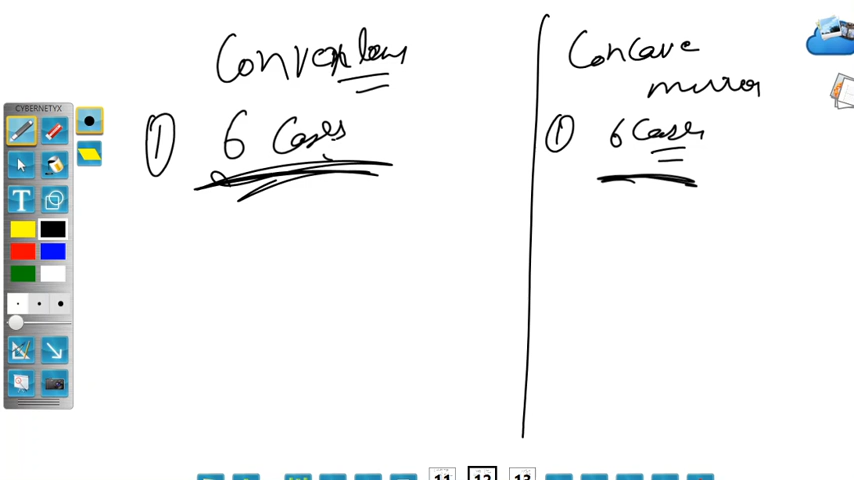 Convex lens
① 6 Cases
Concave
mirror
① 6 Cases
CYBERNETYX
T
11 12 13